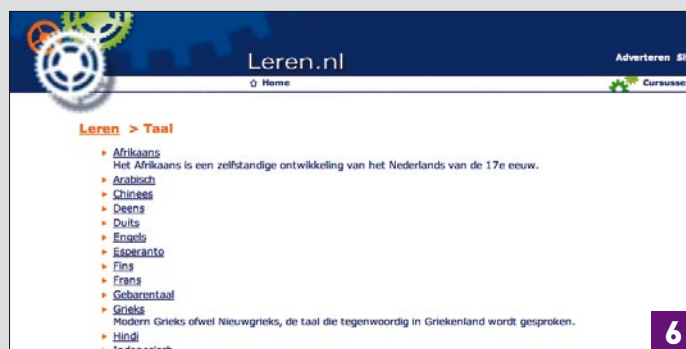 Leren.nl
Adverteren
Home
Cursusse
Leren > Taal
Afrikaans
Het Afrikaans is een zelfstandige ontwikkeling van het Nederlands van de 17e eeuw.
Arabisch
Chinees
Deens
Duits
Engels
Esperanto
Fins
Frans
Gebarentaal
Grieks
Modern Grieks ofwel Nieuwgrieks, de taal die tegenwoordig in Griekenland wordt gesproken.
Hindi
6